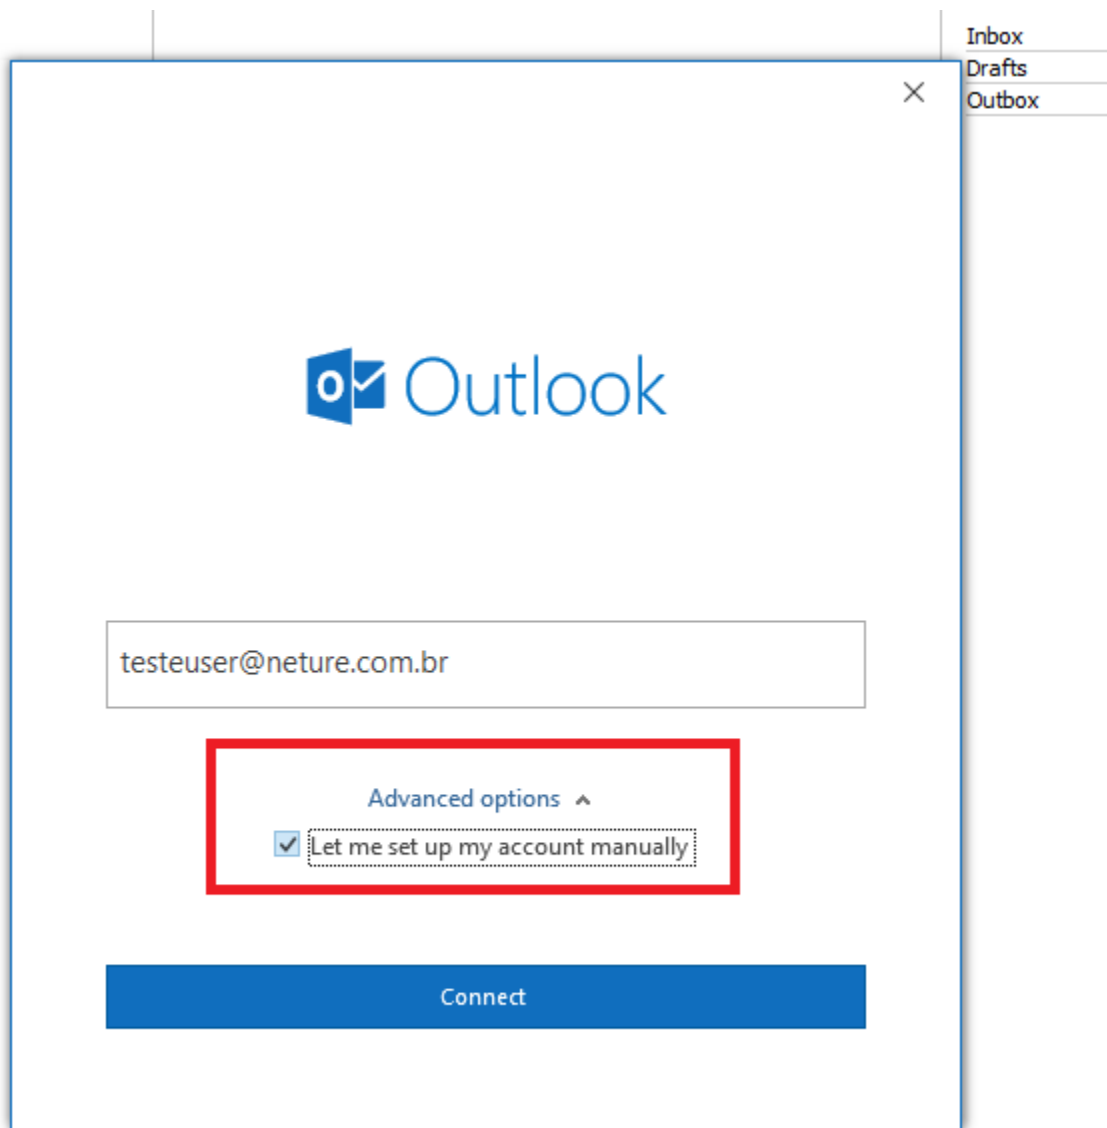 Inbox
Drafts
Outbox
Outlook
testeuser@neture.com.br
Advanced options
Let me set up my account manually
Connect